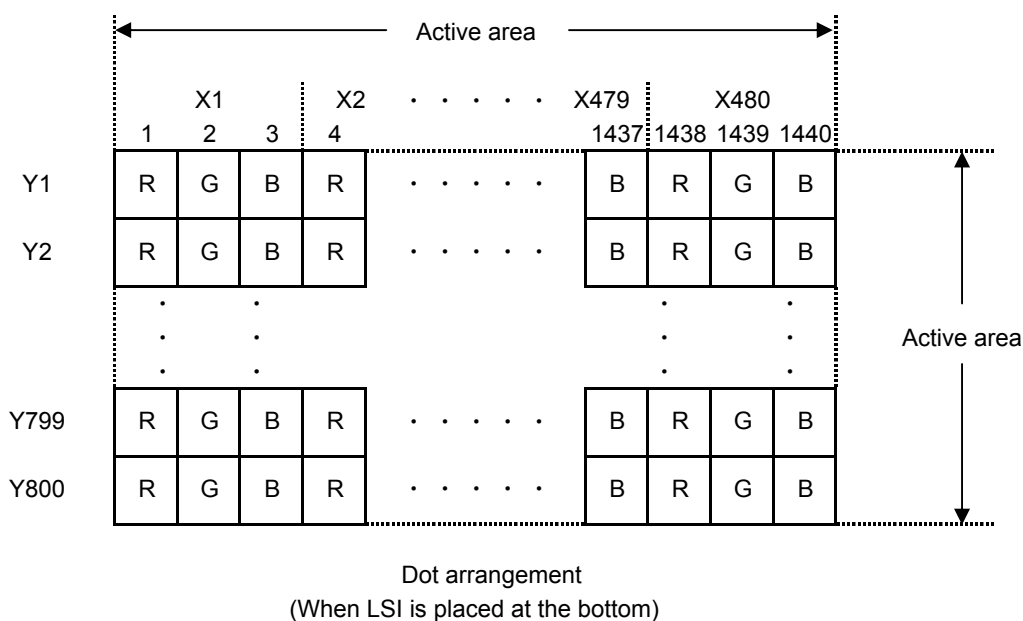 Active area
X1 X2 · · · · · X479 X480
1 2 3 4 1437 1438 1439 1440
Y1 R G B R · · · · · B R G B
Y2 R G B R · · · · · B R G B
· · · ·
· · · ·
· · · ·
Active area
Y799 R G B R · · · · · B R G B
Y800 R G B R · · · · · B R G B
Dot arrangement
(When LSI is placed at the bottom)